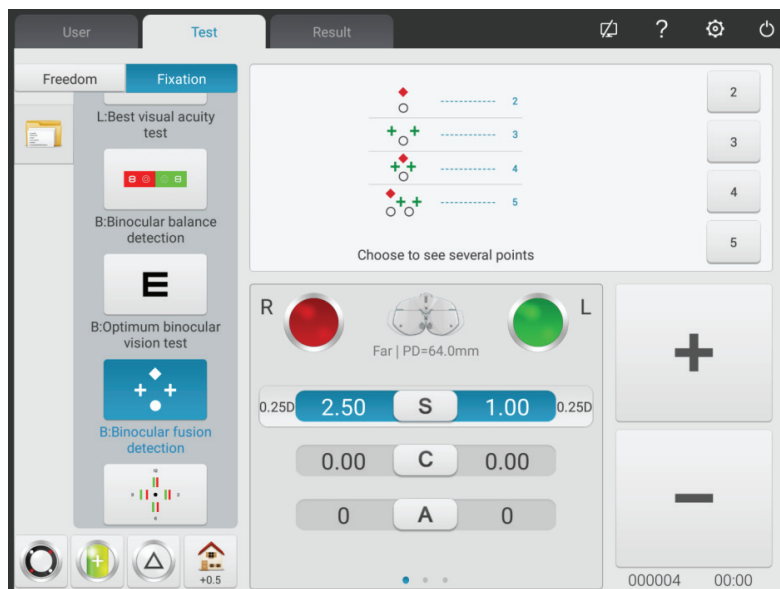 User
Test
Result
?
Freedom
Fixation
L:Best visual acuity
test
B:Binocular balance
detection
E
B:Optimum binocular
vision test
B:Binocular fusion
detection
+0.5
------------ 2
------------ 3
------------ 4
------------ 5
Choose to see several points
2
3
4
5
R
L
Far | PD=64.0mm
0.25D 2.50 S 1.00 0.25D
0.00 C 0.00
0 A 0
+
−
000004 00:00